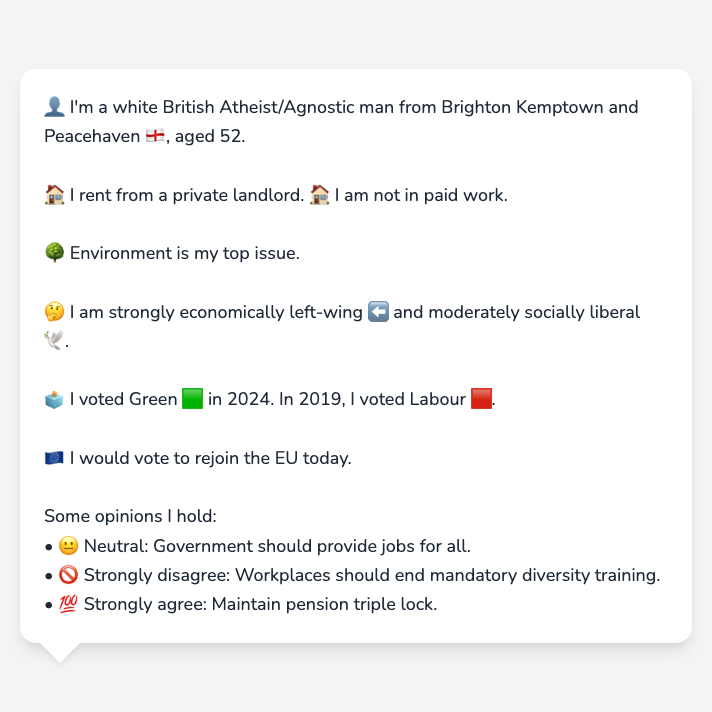 👤 I'm a white British Atheist/Agnostic man from Brighton Kemptown and
Peacehaven 🏴󠁧󠁢󠁥󠁮󠁧󠁿, aged 52.
🏠 I rent from a private landlord. 🏠 I am not in paid work.
🌳 Environment is my top issue.
🤔 I am strongly economically left-wing ⬅️ and moderately socially liberal
🕊️.
🗳️ I voted Green 🟩 in 2024. In 2019, I voted Labour 🟥.
🇪🇺 I would vote to rejoin the EU today.
Some opinions I hold:
• 😐 Neutral: Government should provide jobs for all.
• 🚫 Strongly disagree: Workplaces should end mandatory diversity training.
• 💯 Strongly agree: Maintain pension triple lock.